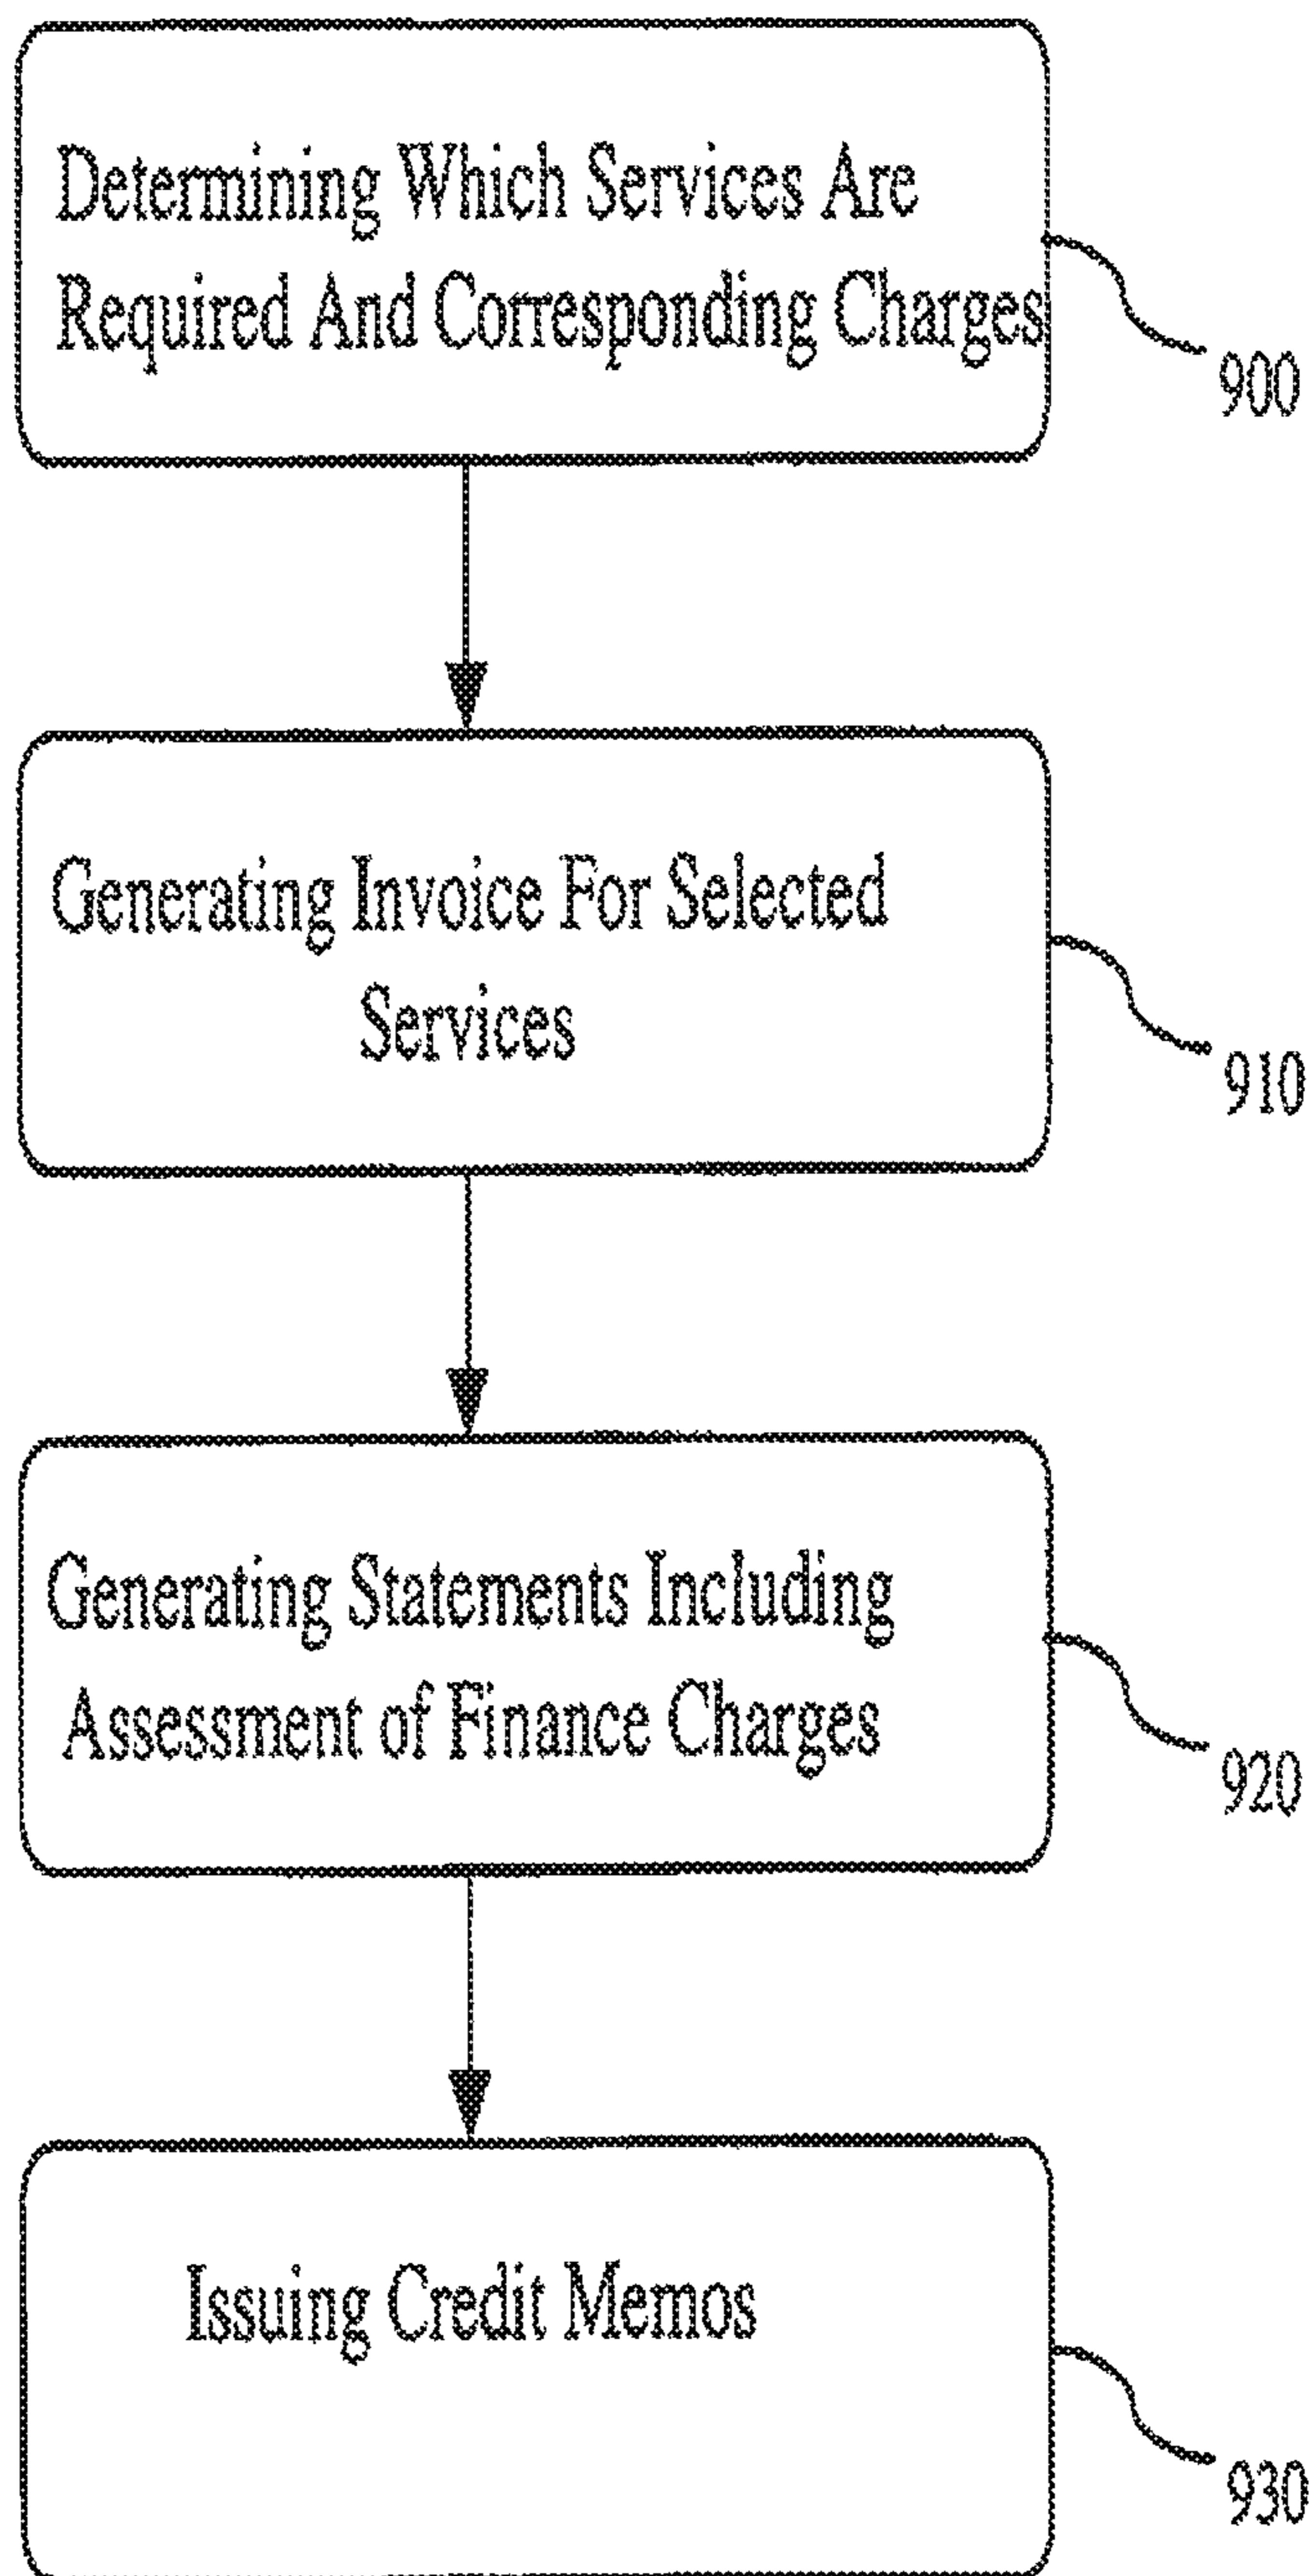 Determining Which Services Are
Required And Corresponding Charges
900
Generating Invoice For Selected
Services
910
Generating Statements Including
Assessment of Finance Charges
920
Issuing Credit Memos
930